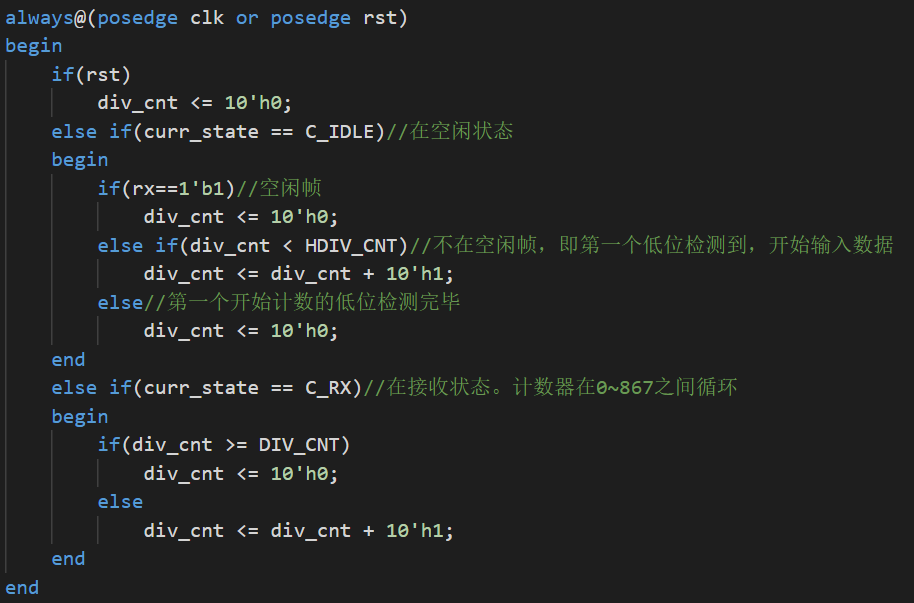 always@(posedge clk or posedge rst)
begin
    if(rst)
        div_cnt <= 10'h0;
    else if(curr_state == C_IDLE)//在空闲状态
    begin
        if(rx==1'b1)//空闲帧
            div_cnt <= 10'h0;
        else if(div_cnt < HDIV_CNT)//不在空闲帧，即第一个低位检测到，开始输入数据
            div_cnt <= div_cnt + 10'h1;
        else//第一个开始计数的低位检测完毕
            div_cnt <= 10'h0;
    end
    else if(curr_state == C_RX)//在接收状态。计数器在0~867之间循环
    begin
        if(div_cnt >= DIV_CNT)
            div_cnt <= 10'h0;
        else
            div_cnt <= div_cnt + 10'h1;
    end
end